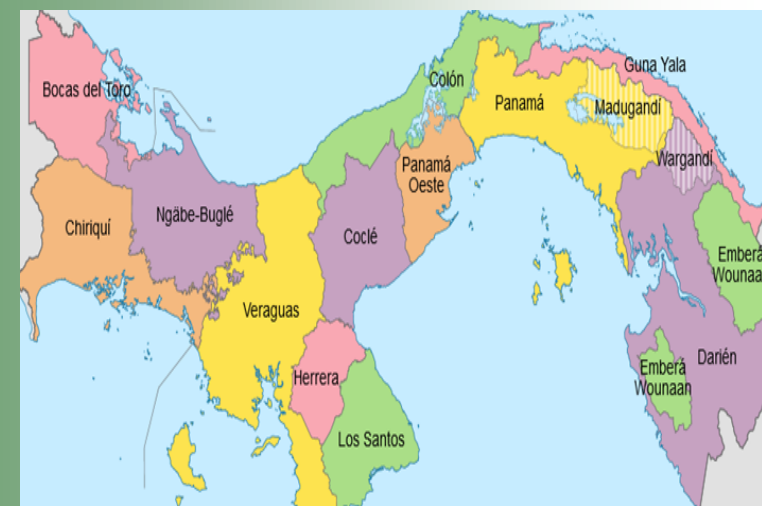 Guna Yala
Colón
Bocas del Toro
Panamá
Madugandí
Wargandí
Panamá
Oeste
Ngäbe-Buglé
Chiriquí
Coclé
Emberá
Wounaa
Veraguas
Darién
Emberá
Wounaan
Herrera
Los Santos